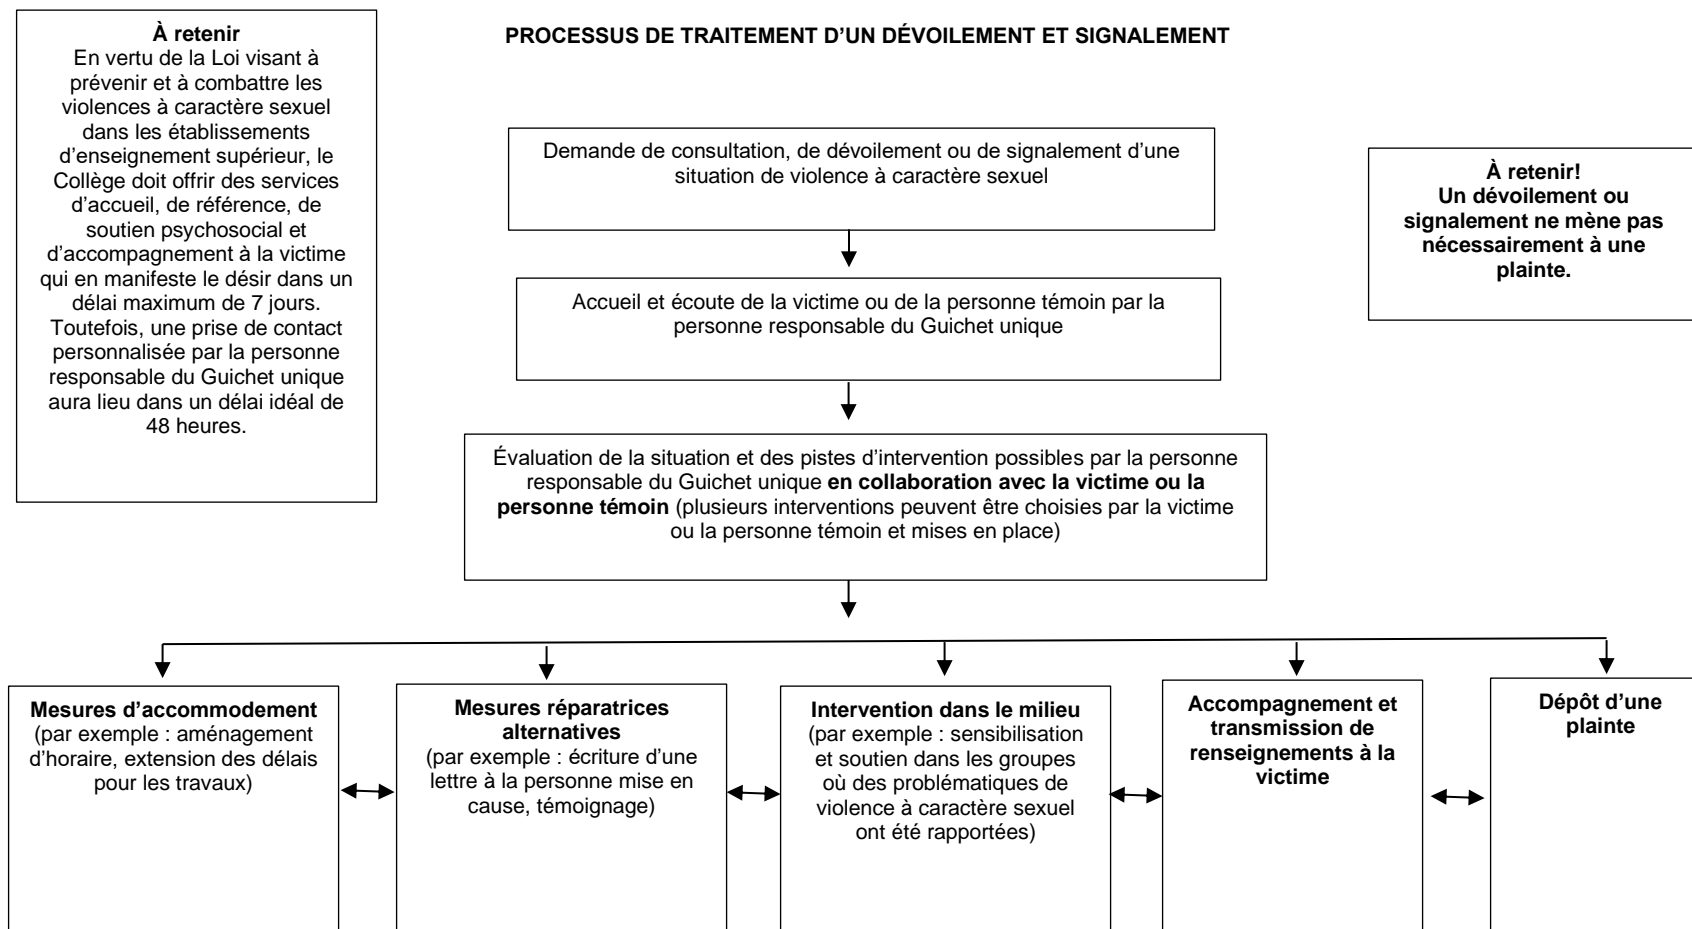 À retenir
En vertu de la Loi visant à
prévenir et à combattre les
violences à caractère sexuel
dans les établissements
d’enseignement supérieur, le
Collège doit offrir des services
d’accueil, de référence, de
soutien psychosocial et
d’accompagnement à la victime
qui en manifeste le désir dans un
délai maximum de 7 jours.
Toutefois, une prise de contact
personnalisée par la personne
responsable du Guichet unique
aura lieu dans un délai idéal de
48 heures.
PROCESSUS DE TRAITEMENT D’UN DÉVOILEMENT ET SIGNALEMENT
Demande de consultation, de dévoilement ou de signalement d’une
situation de violence à caractère sexuel
À retenir!
Un dévoilement ou
signalement ne mène pas
nécessairement à une
plainte.
Accueil et écoute de la victime ou de la personne témoin par la
personne responsable du Guichet unique
Évaluation de la situation et des pistes d’intervention possibles par la personne
responsable du Guichet unique en collaboration avec la victime ou la
personne témoin (plusieurs interventions peuvent être choisies par la victime
ou la personne témoin et mises en place)
Mesures d’accommodement
(par exemple : aménagement
d’horaire, extension des délais
pour les travaux)
Mesures réparatrices
alternatives
(par exemple : écriture d’une
lettre à la personne mise en
cause, témoignage)
Intervention dans le milieu
(par exemple : sensibilisation
et soutien dans les groupes
où des problématiques de
violence à caractère sexuel
ont été rapportées)
Accompagnement et
transmission de
renseignements à la
victime
Dépôt d’une
plainte